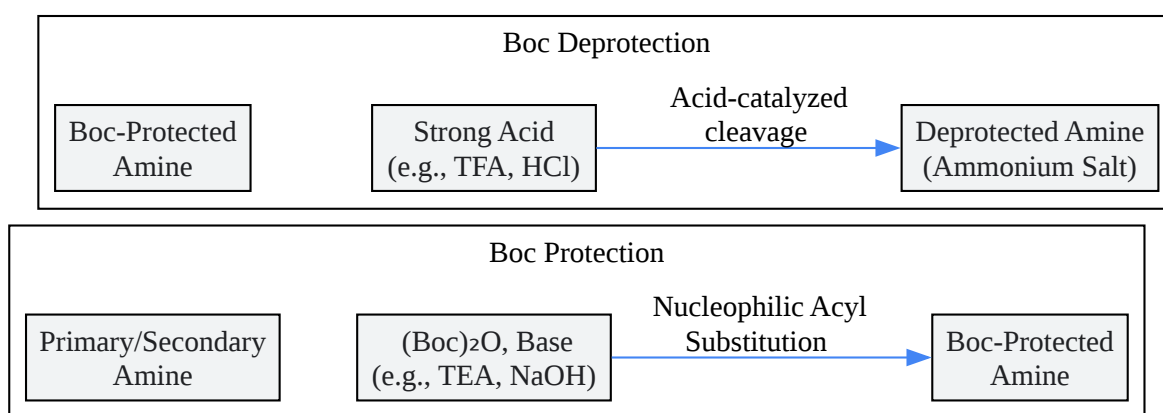 Boc Deprotection
Boc-Protected
Amine
Strong Acid
(e.g., TFA, HCl)
Acid-catalyzed
cleavage
Deprotected Amine
(Ammonium Salt)
Boc Protection
Primary/Secondary
Amine
(Boc)₂O, Base
(e.g., TEA, NaOH)
Nucleophilic Acyl
Substitution
Boc-Protected
Amine